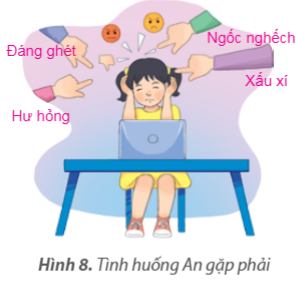 Ngốc nghếch
Đáng ghét
Xấu xí
Hư hỏng
Hình 8. Tình huống An gặp phải